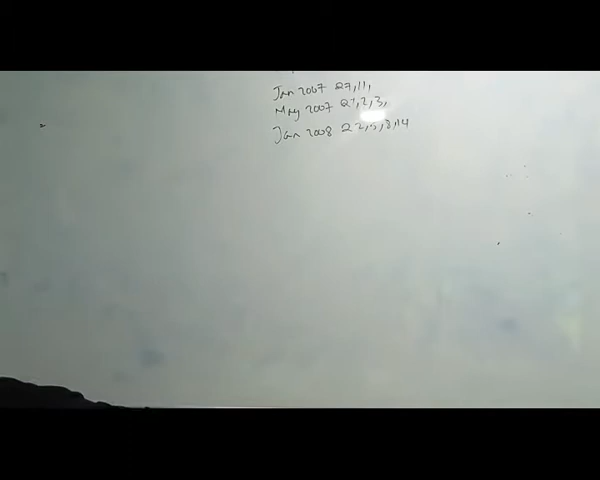 Jan 2007 Q7,11,
May 2007 Q1,2,3,
Jan 2008 Q2,5,8,14